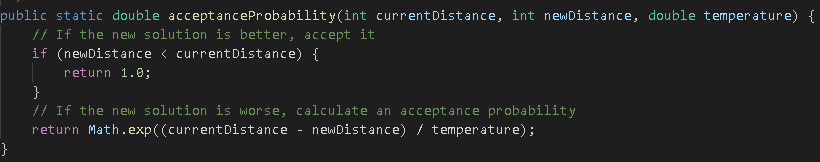 public static double acceptanceProbability(int currentDistance, int newDistance, double temperature) {
    // If the new solution is better, accept it
    if (newDistance < currentDistance) {
        return 1.0;
    }
    // If the new solution is worse, calculate an acceptance probability
    return Math.exp((currentDistance - newDistance) / temperature);
}